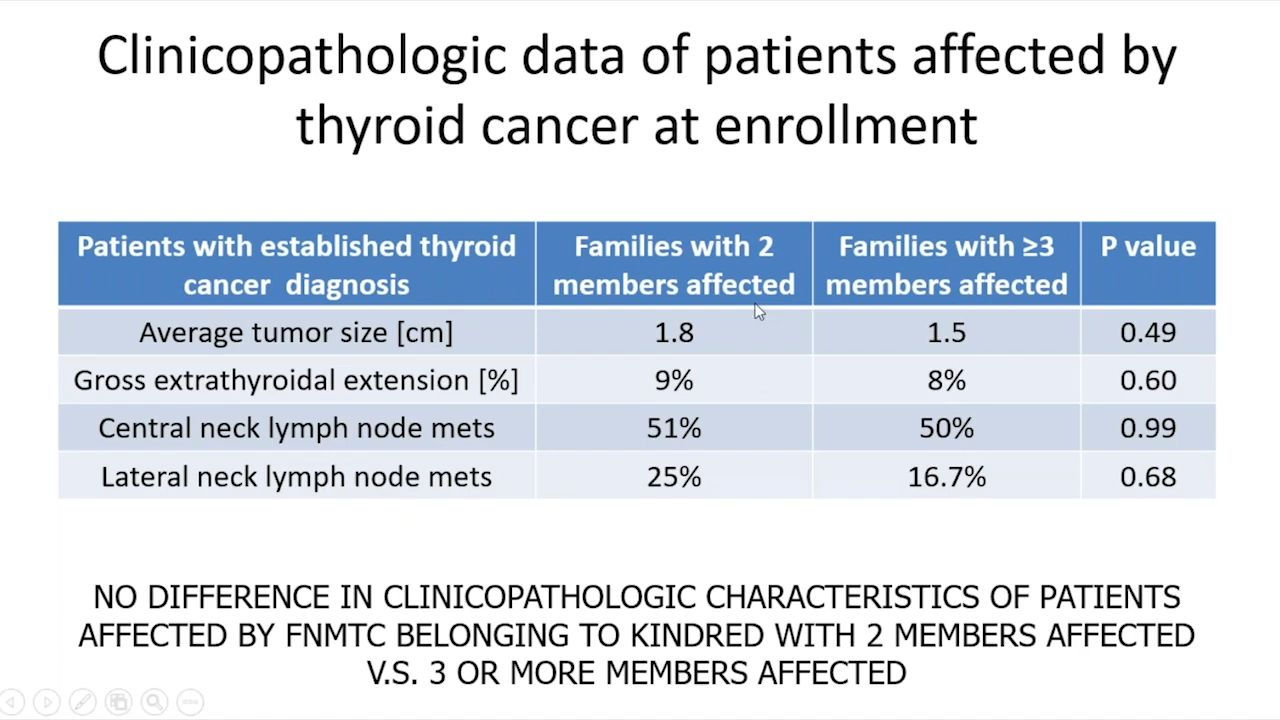 Clinicopathologic data of patients affected by
thyroid cancer at enrollment
Patients with established thyroid cancer diagnosis Families with 2 members affected Families with ≥3 members affected P value
Average tumor size [cm] 1.8 1.5 0.49
Gross extrathyroidal extension [%] 9% 8% 0.60
Central neck lymph node mets 51% 50% 0.99
Lateral neck lymph node mets 25% 16.7% 0.68
NO DIFFERENCE IN CLINICOPATHOLOGIC CHARACTERISTICS OF PATIENTS
AFFECTED BY FNMTC BELONGING TO KINDRED WITH 2 MEMBERS AFFECTED
V.S. 3 OR MORE MEMBERS AFFECTED